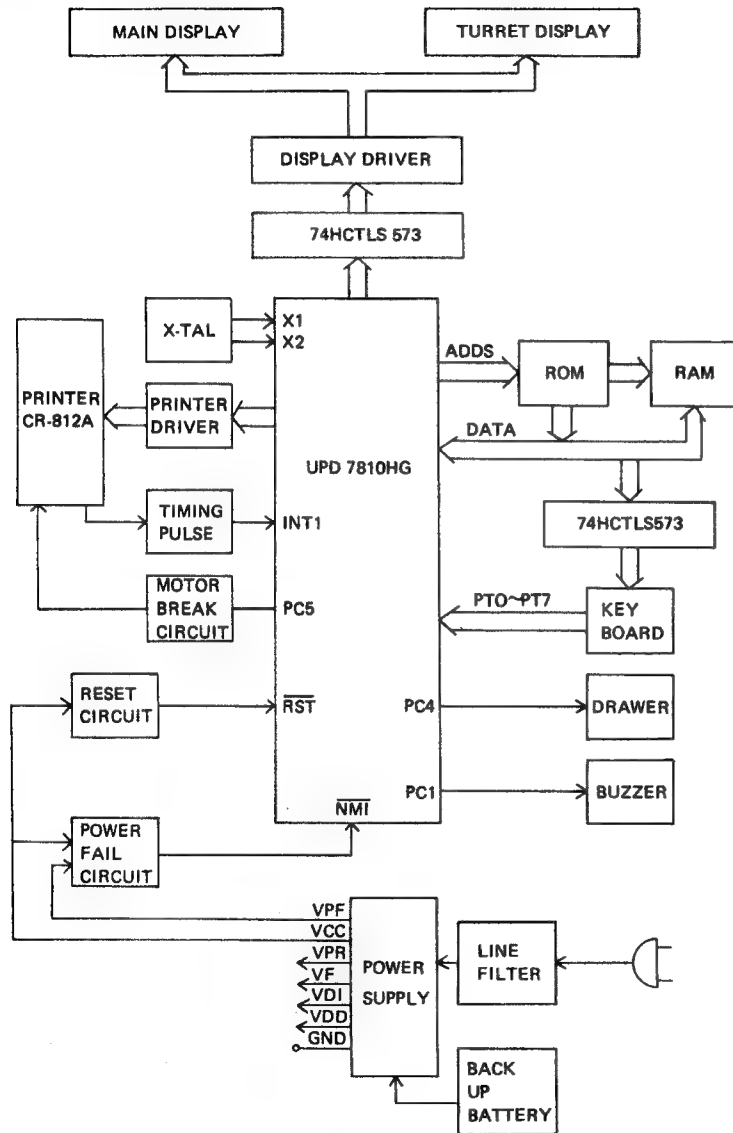 MAIN DISPLAY
TURRET DISPLAY
DISPLAY DRIVER
74HCTLS 573
X-TAL
X1
X2
PRINTER
CR-812A
PRINTER
DRIVER
TIMING
PULSE
INT1
MOTOR
BREAK
CIRCUIT
PC5
UPD 7810HG
ADDS
ROM
RAM
DATA
74HCTLS573
PTO~PT7
KEY
BOARD
RESET
CIRCUIT
RST
PC4
DRAWER
PC1
BUZZER
NMI
POWER
FAIL
CIRCUIT
VPF
VCC
VPR
VF
VDI
VDD
GND
POWER
SUPPLY
LINE
FILTER
BACK
UP
BATTERY